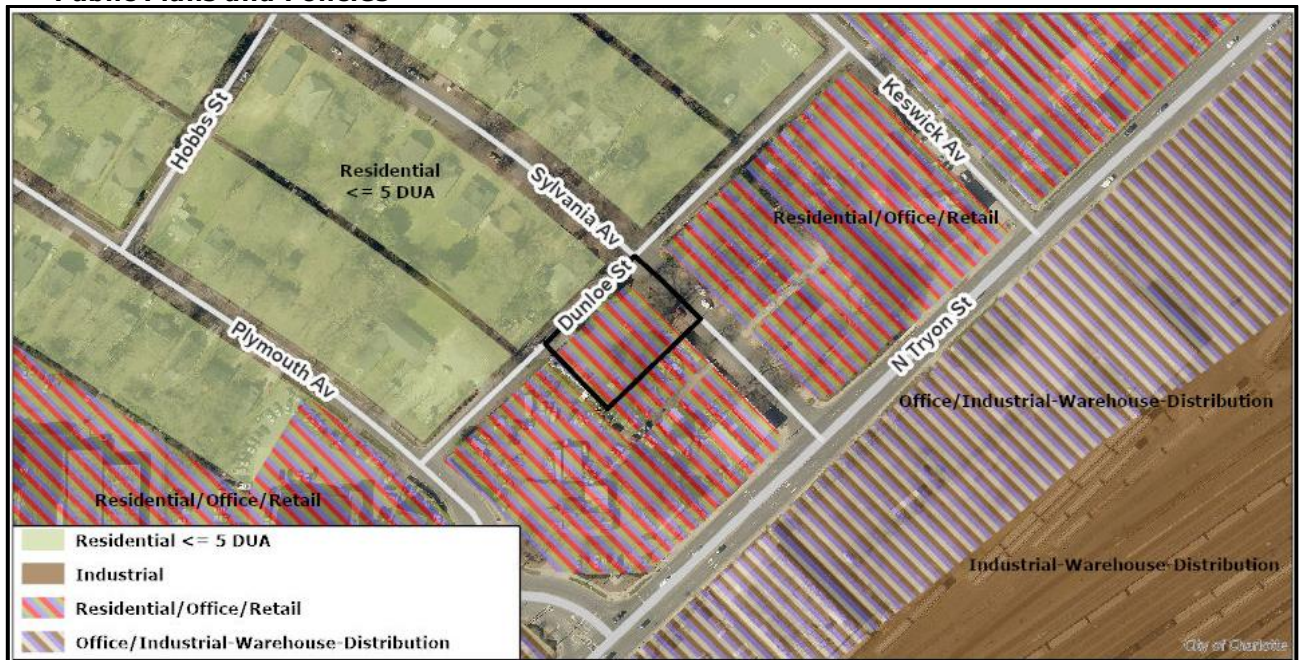 Public Plans and Policies
Hobbs St
Residential
<= 5 DUA
Sylvania Av
Keswick Av
Residential/Office/Retail
Dunloe St
Plymouth Av
N Tryon St
Office/Industrial-Warehouse-Distribution
Residential/Office/Retail
Industrial-Warehouse-Distribution
Residential <= 5 DUA
Industrial
Residential/Office/Retail
Office/Industrial-Warehouse-Distribution
City of Charlotte